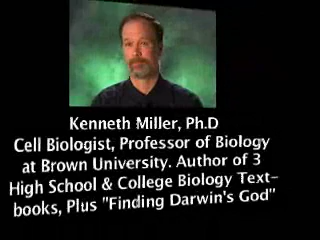 Kenneth Miller, Ph.D
Cell Biologist, Professor of Biology
at Brown University. Author of 3
High School & College Biology Text-
books, Plus "Finding Darwin's God"